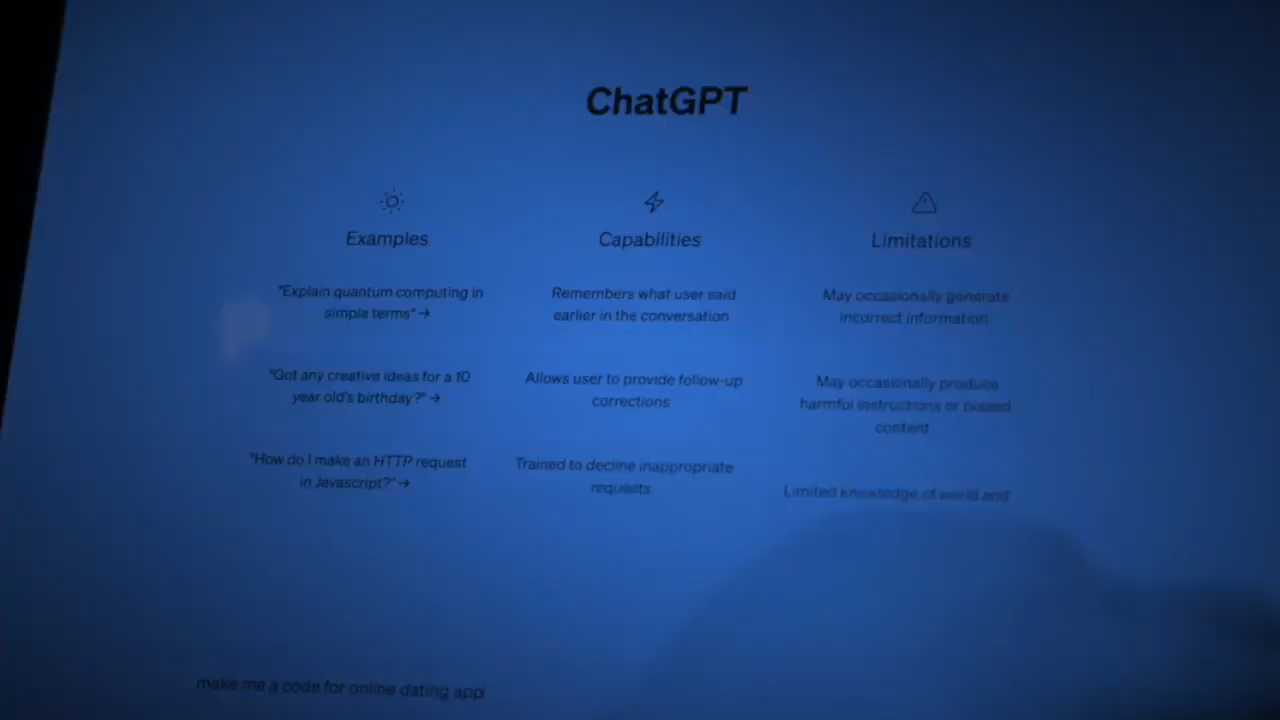 ChatGPT
Examples
Capabilities
Limitations
"Explain quantum computing in
simple terms" →
Remembers what user said
earlier in the conversation
May occasionally generate
incorrect information
"Got any creative ideas for a 10
year old's birthday?" →
Allows user to provide follow-up
corrections
May occasionally produce
harmful instructions or biased
content
"How do I make an HTTP request
in Javascript?" →
Trained to decline inappropriate
requests
Limited knowledge of world and
make me a code for online dating app